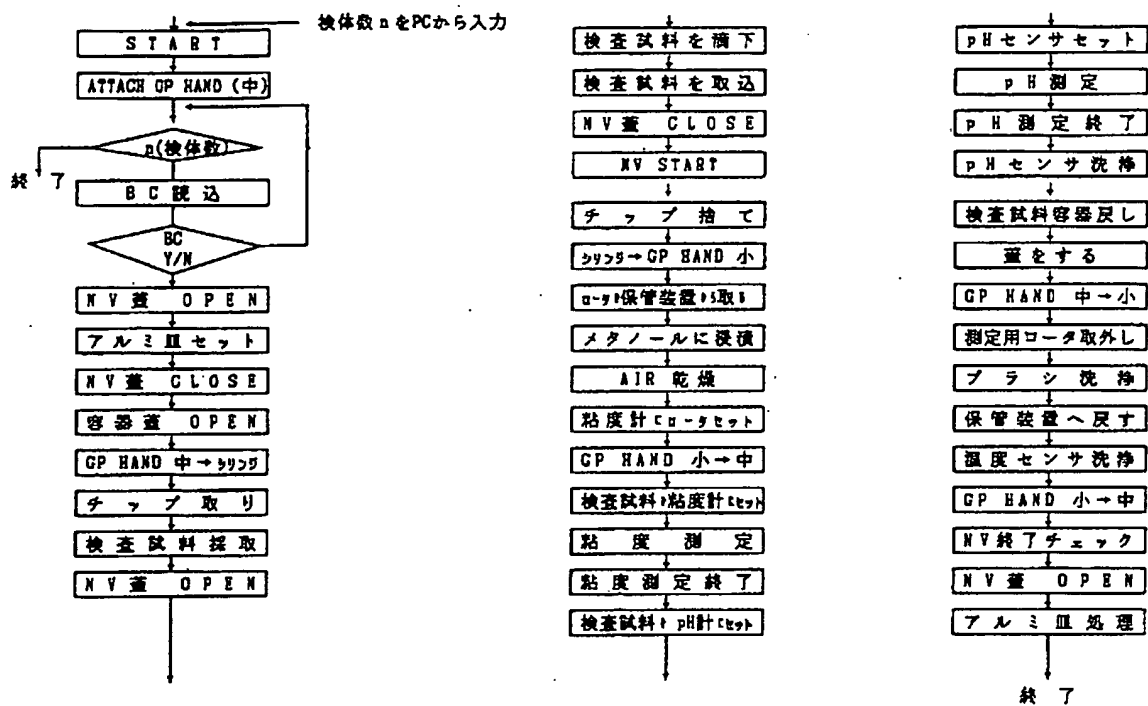 検体数 n をPCから入力
START
ATTACH GP HAND (中)
n(検体数)
終了
BC読込
BC
Y/N
NV蓋 OPEN
アルミ皿セット
NV蓋 CLOSE
容器蓋 OPEN
GP HAND 中→シリンジ
チップ取り
検査試料採取
NV蓋 OPEN
検査試料を滴下
検査試料を取込
NV蓋 CLOSE
NV START
チップ捨て
シリンジ→GP HAND 小
ロータを保管装置から取る
メタノールに浸漬
AIR乾燥
粘度計にロータセット
GP HAND 小→中
検査試料を粘度計にセット
粘度測定
粘度測定終了
検査試料を pH計にセット
pHセンサセット
pH測定
pH測定終了
pHセンサ洗浄
検査試料容器戻し
蓋をする
GP HAND 中→小
測定用ロータ取外し
ブラシ洗浄
保管装置へ戻す
温度センサ洗浄
GP HAND 小→中
NV終了チェック
NV蓋 OPEN
アルミ皿処理
終了